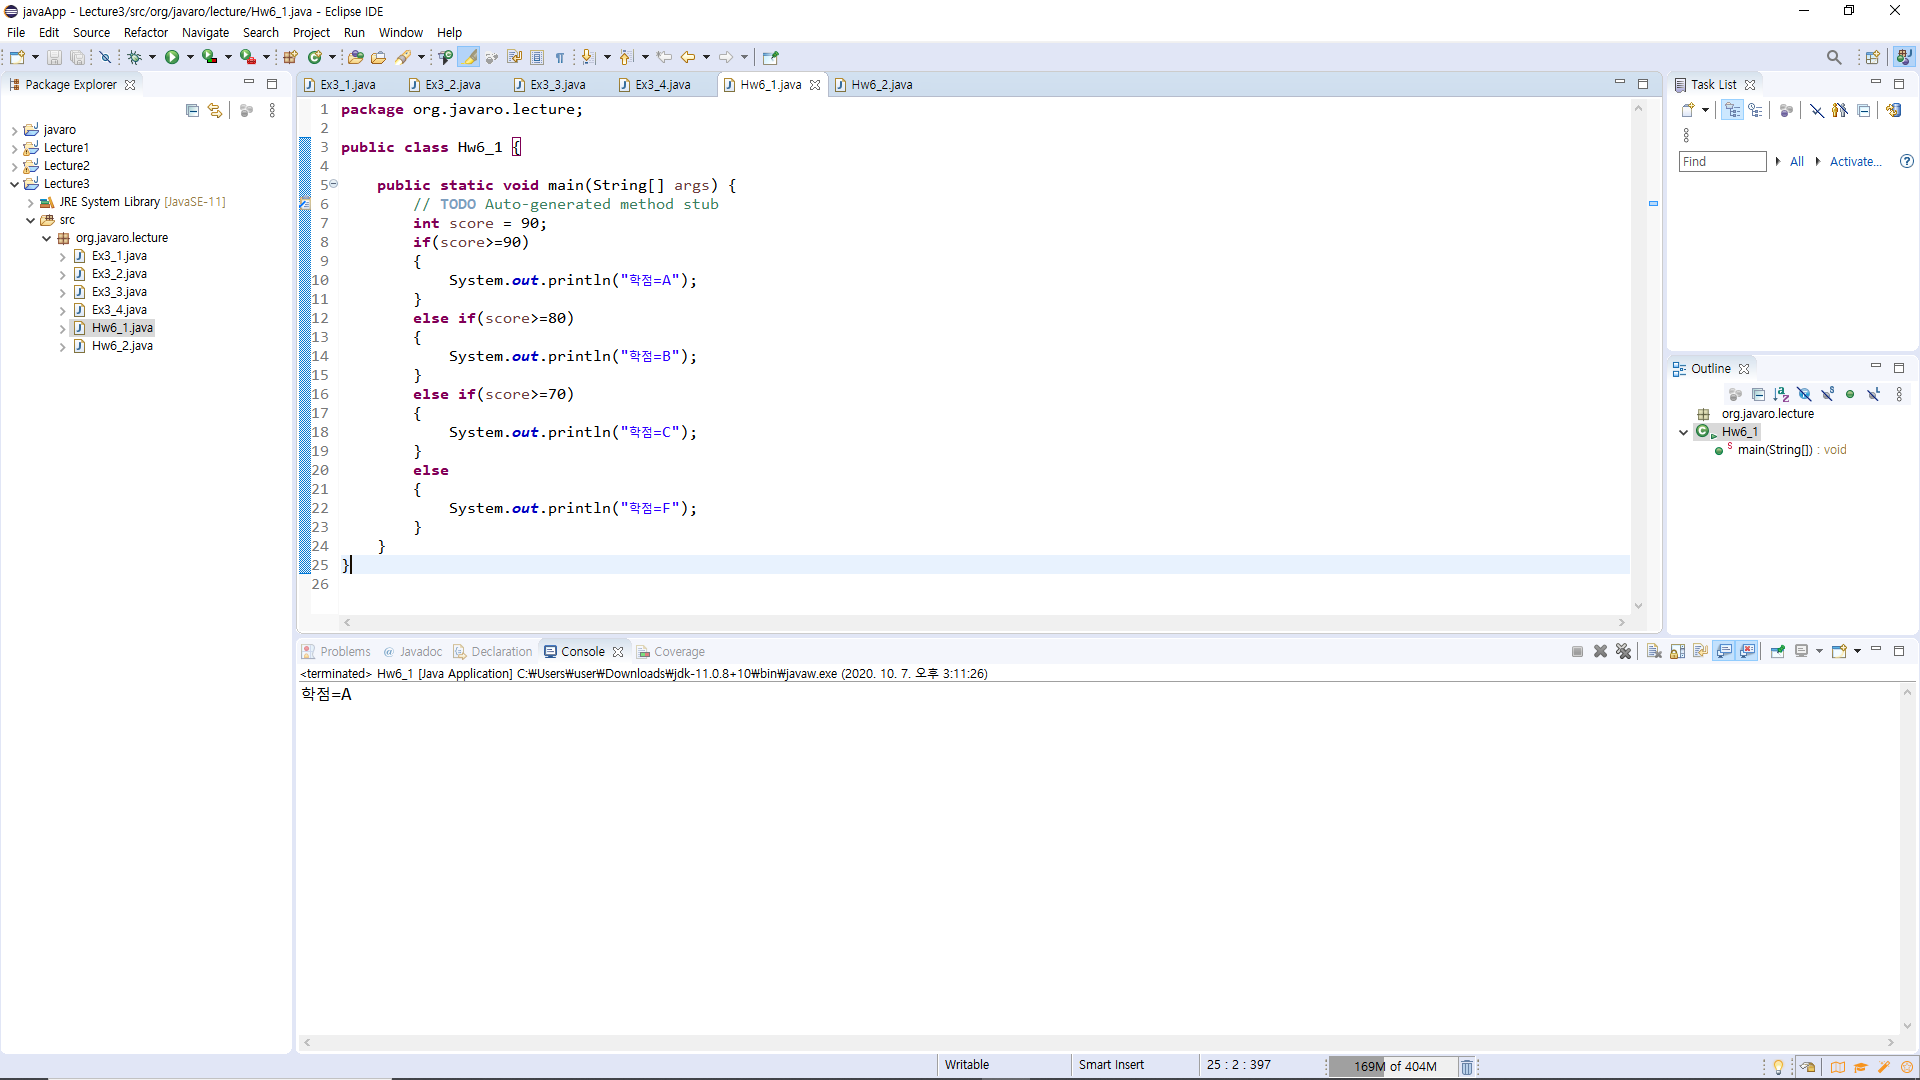 javaApp - Lecture3/src/org/javaro/lecture/Hw6_1.java - Eclipse IDE
File Edit Source Refactor Navigate Search Project Run Window Help
Package Explorer
javaro
Lecture1
Lecture2
Lecture3
JRE System Library [JavaSE-11]
src
org.javaro.lecture
Ex3_1.java
Ex3_2.java
Ex3_3.java
Ex3_4.java
Hw6_1.java
Hw6_2.java
Ex3_1.java Ex3_2.java Ex3_3.java Ex3_4.java Hw6_1.java Hw6_2.java
1 package org.javaro.lecture;
2
3 public class Hw6_1 {
4
5 public static void main(String[] args) {
6 // TODO Auto-generated method stub
7 int score = 90;
8 if(score>=90)
9 {
10 System.out.println("학점=A");
11 }
12 else if(score>=80)
13 {
14 System.out.println("학점=B");
15 }
16 else if(score>=70)
17 {
18 System.out.println("학점=C");
19 }
20 else
21 {
22 System.out.println("학점=F");
23 }
24 }
25 }
26
Task List
Find All Activate...
Outline
org.javaro.lecture
Hw6_1
main(String[]) : void
Problems Javadoc Declaration Console Coverage
<terminated> Hw6_1 [Java Application] C:₩Users₩user₩Downloads₩jdk-11.0.8+10₩bin₩javaw.exe (2020. 10. 7. 오후 3:11:26)
학점=A
Writable Smart Insert 25 : 2 : 397 169M of 404M